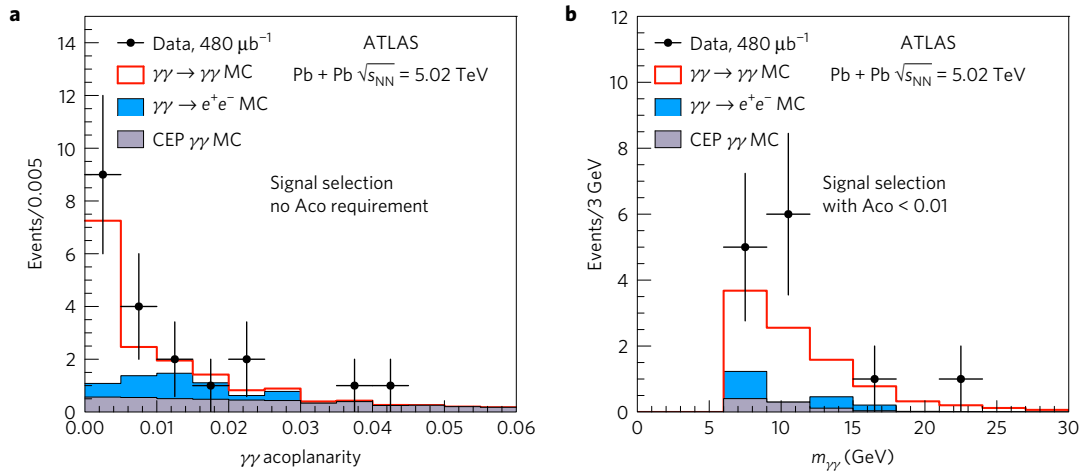 a
Data, 480 μb⁻¹
γγ → γγ MC
γγ → e⁺e⁻ MC
CEP γγ MC
ATLAS
Pb + Pb √sNN = 5.02 TeV
Signal selection
no Aco requirement
Events/0.005
14
12
10
8
6
4
2
0
0.00 0.01 0.02 0.03 0.04 0.05 0.06
γγ acoplanarity
b
Data, 480 μb⁻¹
γγ → γγ MC
γγ → e⁺e⁻ MC
CEP γγ MC
ATLAS
Pb + Pb √sNN = 5.02 TeV
Signal selection
with Aco < 0.01
Events/3 GeV
12
10
8
6
4
2
0
0 5 10 15 20 25 30
mγγ (GeV)